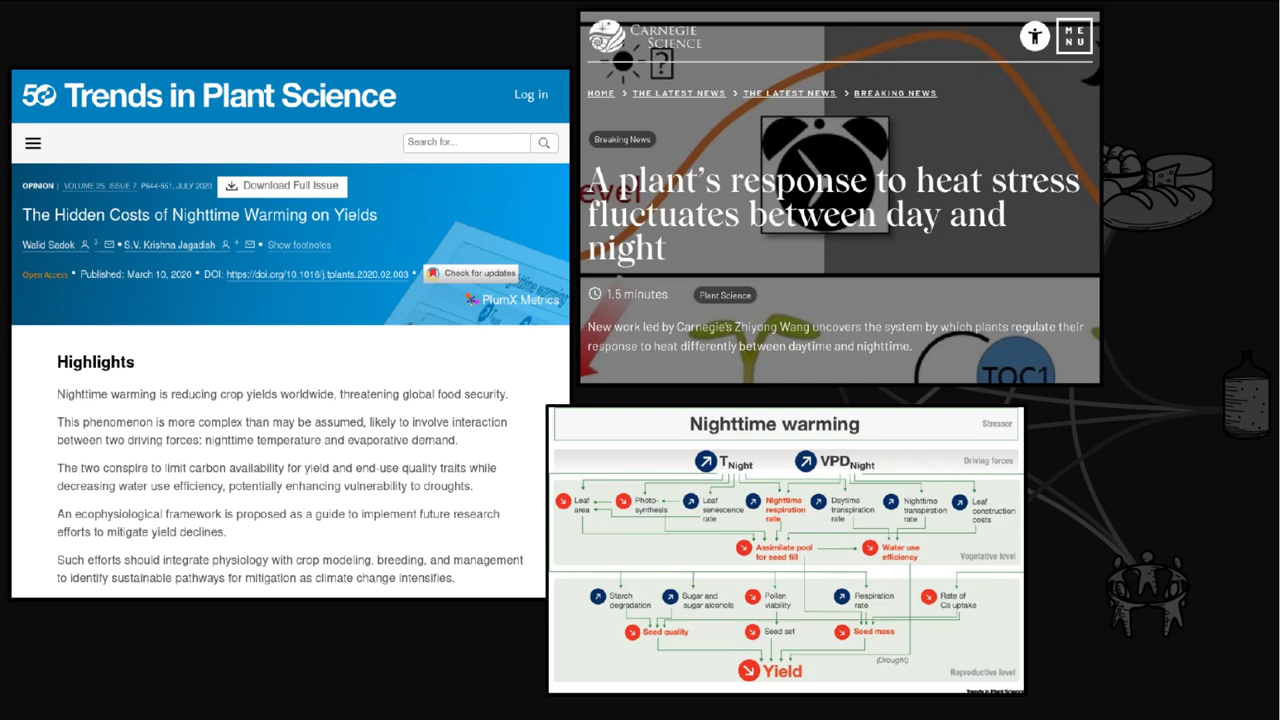 50 Trends in Plant Science
Log in
Search for...
OPINION | VOLUME 25, ISSUE 7, P644-651, JULY 2020
Download Full Issue
The Hidden Costs of Nighttime Warming on Yields
Walid Sadok 3 • S.V. Krishna Jagadish 4 • Show footnotes
Open Access • Published: March 10, 2020 • DOI: https://doi.org/10.1016/j.tplants.2020.02.003 •
Check for updates
PlumX Metrics
Highlights
Nighttime warming is reducing crop yields worldwide, threatening global food security.
This phenomenon is more complex than may be assumed, likely to involve interaction
between two driving forces: nighttime temperature and evaporative demand.
The two conspire to limit carbon availability for yield and end-use quality traits while
decreasing water use efficiency, potentially enhancing vulnerability to droughts.
An ecophysiological framework is proposed as a guide to implement future research
efforts to mitigate yield declines.
Such efforts should integrate physiology with crop modeling, breeding, and management
to identify sustainable pathways for mitigation as climate change intensifies.
CARNEGIE
SCIENCE
ME
NU
HOME > THE LATEST NEWS > THE LATEST NEWS > BREAKING NEWS
Breaking News
A plant's response to heat stress
fluctuates between day and
night
1.5 minutes
Plant Science
New work led by Carnegie's Zhiyong Wang uncovers the system by which plants regulate their
response to heat differently between daytime and nighttime.
TOC1
Nighttime warming
Stressor
TNight
VPDNight
Driving forces
Leaf
area
Photo-
synthesis
Leaf
senescence
rate
Nighttime
respiration
rate
Daytime
transpiration
rate
Nighttime
transpiration
rate
Leaf
construction
costs
Assimilate pool
for seed fill
Water use
efficiency
Vegetative level
Starch
degradation
Sugar and
sugar alcohols
Pollen
viability
Respiration
rate
Rate of
Ca uptake
Seed quality
Seed set
Seed mass
(Drought)
Yield
Reproductive level
Trends in Plant Science